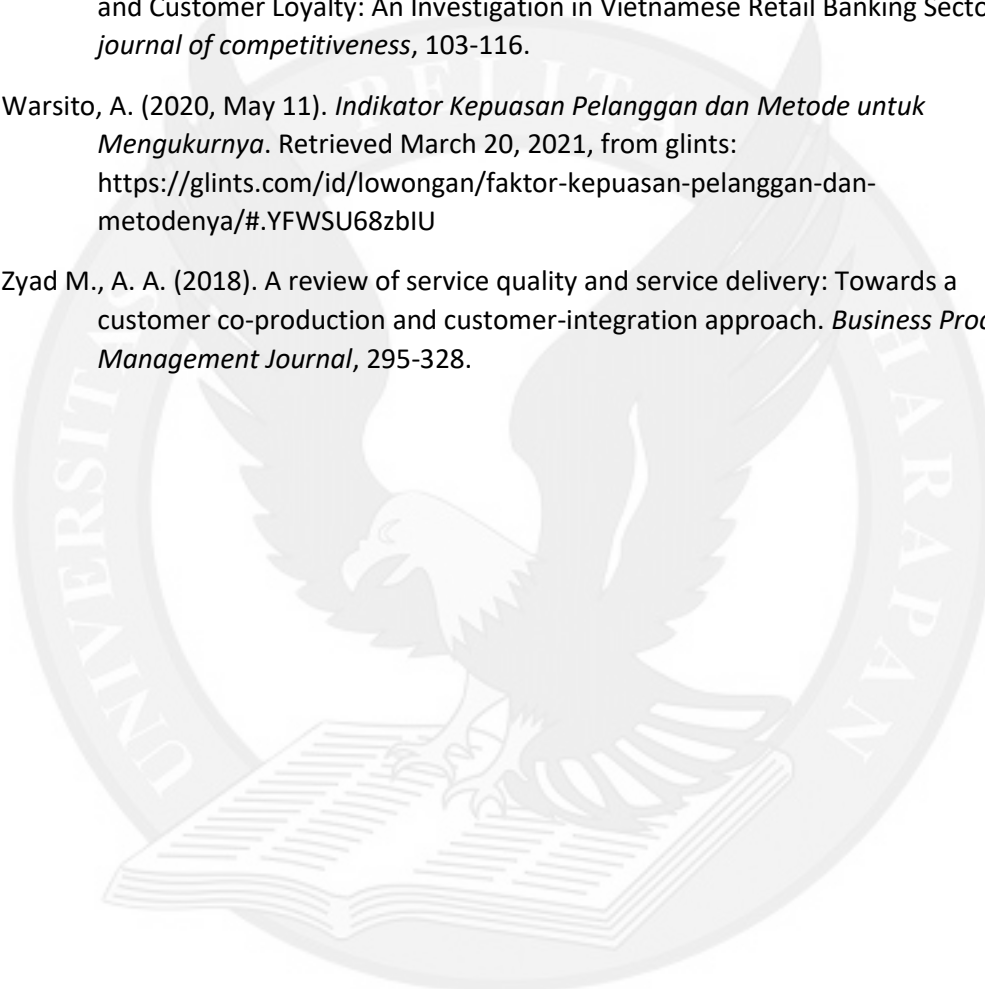 and Customer Loyalty: An Investigation in Vietnamese Retail Banking Secto
journal of competitiveness, 103-116.
Warsito, A. (2020, May 11). Indikator Kepuasan Pelanggan dan Metode untuk
Mengukurnya. Retrieved March 20, 2021, from glints:
https://glints.com/id/lowongan/faktor-kepuasan-pelanggan-dan-
metodenya/#.YFWSU68zbIU
Zyad M., A. A. (2018). A review of service quality and service delivery: Towards a
customer co-production and customer-integration approach. Business Proc
Management Journal, 295-328.
UNIVERSITAS PELITA HARAPAN